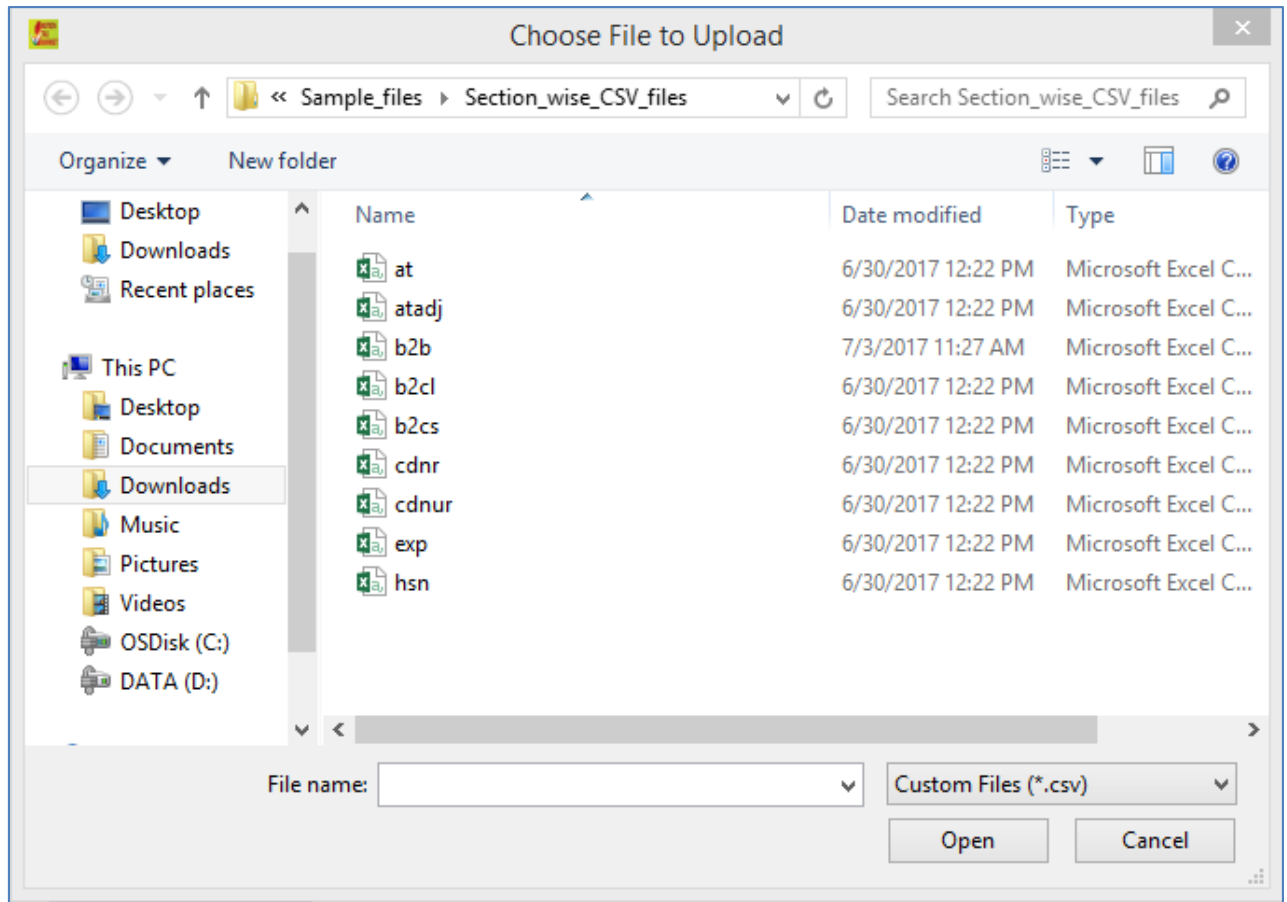 Choose File to Upload
« Sample_files Section_wise_CSV_files Search Section_wise_CSV_files
Organize New folder
Name Date modified Type
Desktop
Downloads
Recent places
This PC
Desktop
Documents
Downloads
Music
Pictures
Videos
OSDisk (C:)
DATA (D:)
at 6/30/2017 12:22 PM Microsoft Excel C...
atadj 6/30/2017 12:22 PM Microsoft Excel C...
b2b 7/3/2017 11:27 AM Microsoft Excel C...
b2cl 6/30/2017 12:22 PM Microsoft Excel C...
b2cs 6/30/2017 12:22 PM Microsoft Excel C...
cdnr 6/30/2017 12:22 PM Microsoft Excel C...
cdnur 6/30/2017 12:22 PM Microsoft Excel C...
exp 6/30/2017 12:22 PM Microsoft Excel C...
hsn 6/30/2017 12:22 PM Microsoft Excel C...
File name: Custom Files (*.csv)
Open Cancel